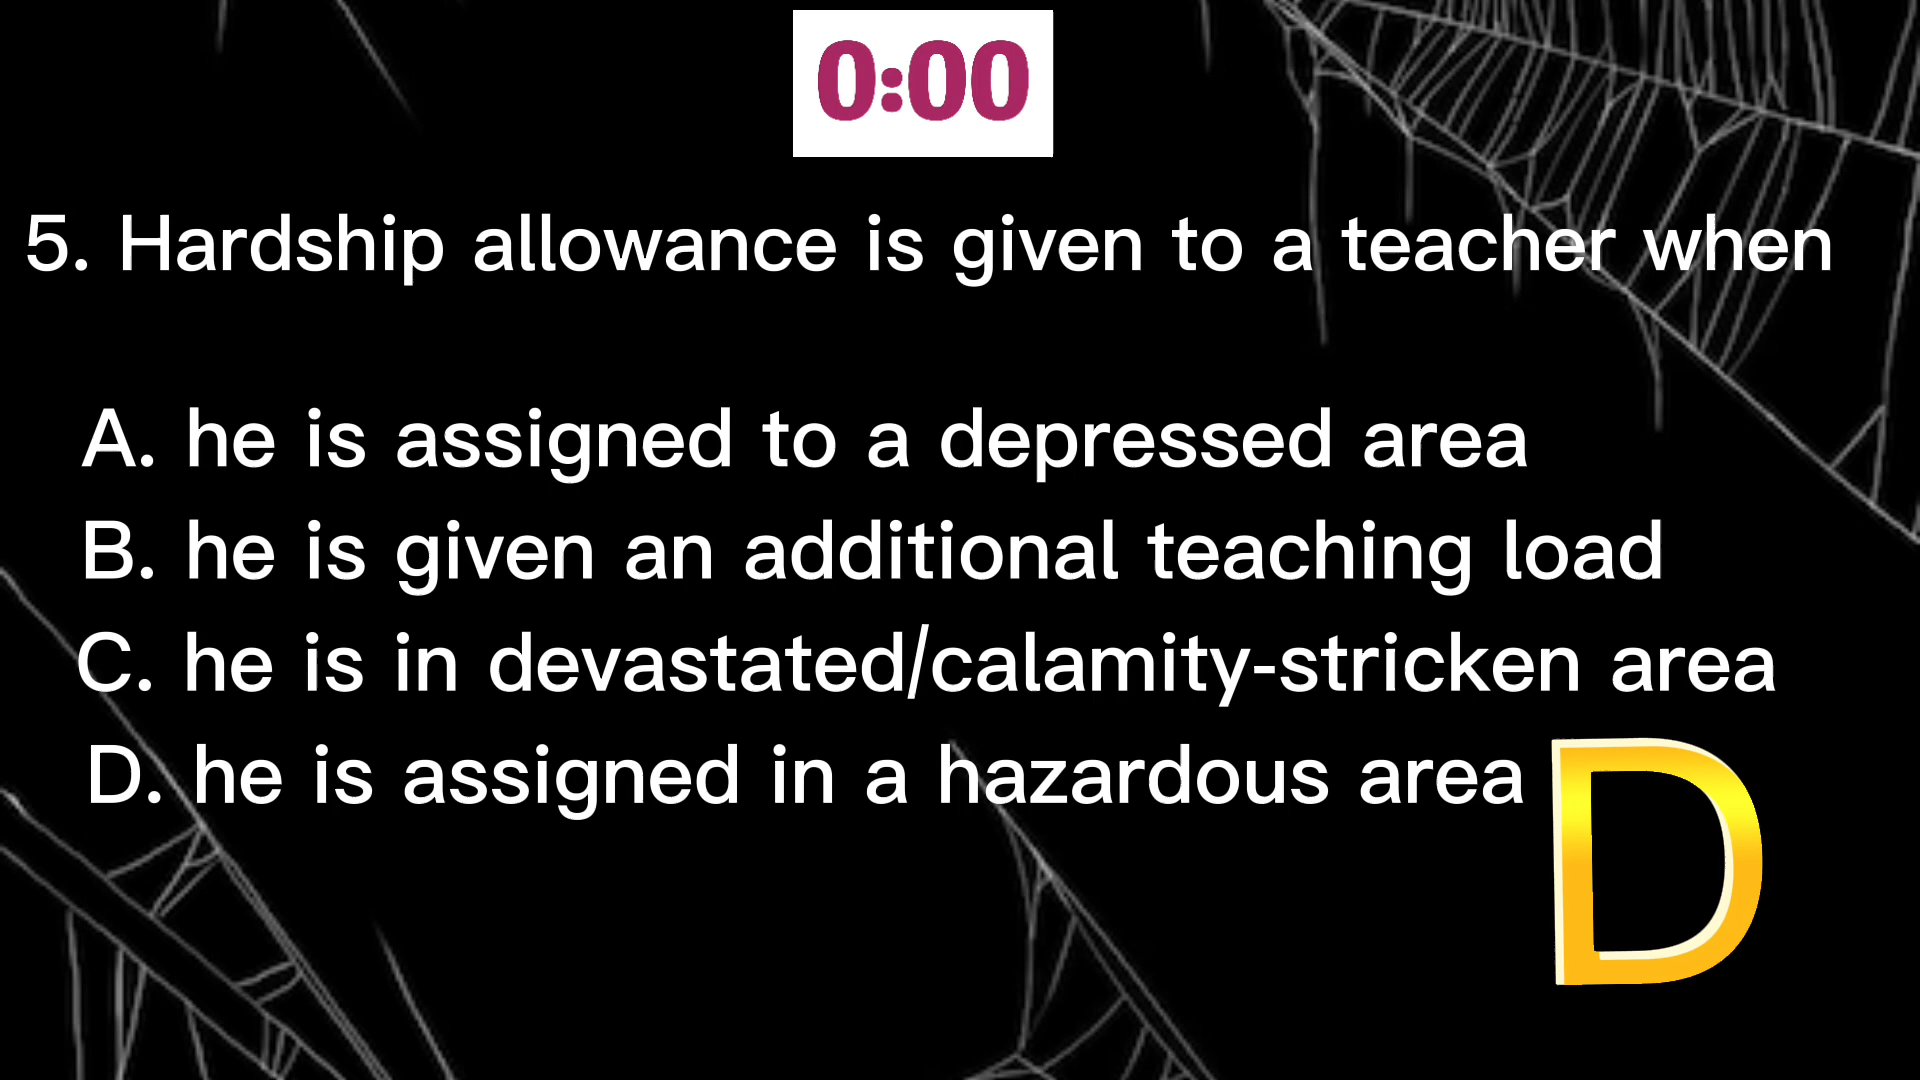 0:00
5. Hardship allowance is given to a teacher when
A. he is assigned to a depressed area
B. he is given an additional teaching load
C. he is in devastated/calamity-stricken area
D. he is assigned in a hazardous area
D